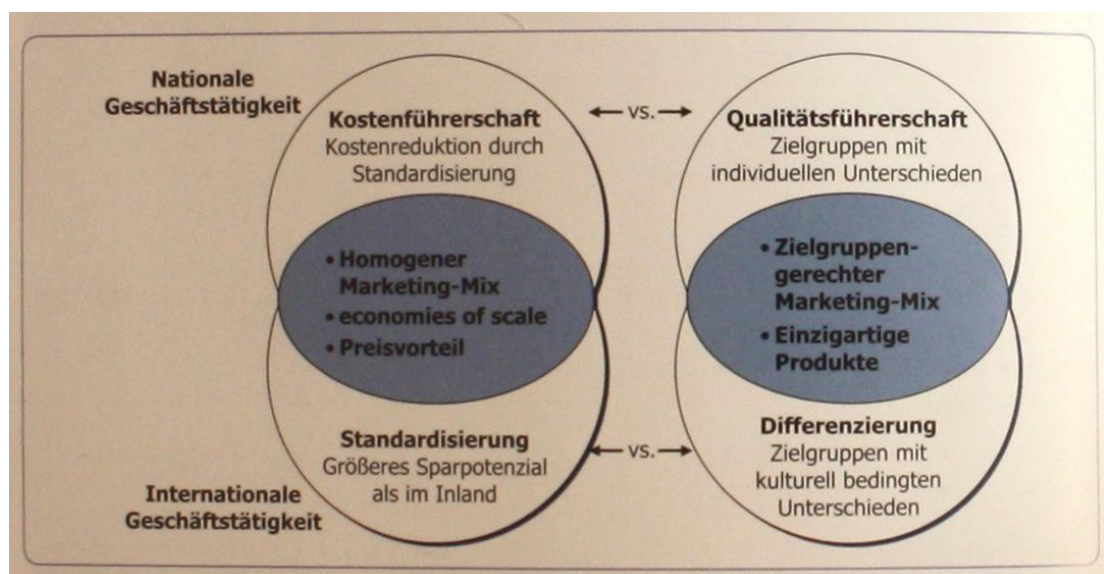 Nationale
Geschäftstätigkeit
Kostenführerschaft
Kostenreduktion durch
Standardisierung
vs.
Qualitätsführerschaft
Zielgruppen mit
individuellen Unterschieden
• Homogener
Marketing-Mix
• economies of scale
• Preisvorteil
• Zielgruppen-
gerechter
Marketing-Mix
• Einzigartige
Produkte
Standardisierung
Größeres Sparpotenzial
als im Inland
vs.
Differenzierung
Zielgruppen mit
kulturell bedingten
Unterschieden
Internationale
Geschäftstätigkeit